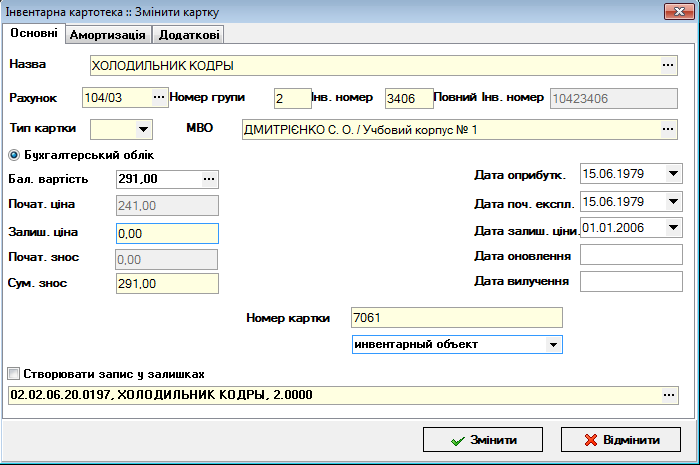 Інвентарна картотека :: Змінити картку
Основні Амортизація Додаткові
Назва ХОЛОДИЛЬНИК КОДРЫ ...
Рахунок 104/03 ... Номер групи 2 Інв. номер 3406 Повний Інв. номер 10423406
Тип картки МВО ДМИТРІЄНКО С. О. / Учбовий корпус № 1 ...
Бухгалтерський облік
Бал. вартість 291,00 ... Дата оприбутк. 15.06.1979
Почат. ціна 241,00 Дата поч. експл. 15.06.1979
Залиш. ціна 0,00 Дата залиш. ціни. 01.01.2006
Почат. знос 0,00 Дата оновлення
Сум. знос 291,00 Дата вилучення
Номер картки 7061
инвентарный объект
Створювати запис у залишках
02.02.06.20.0197, ХОЛОДИЛЬНИК КОДРЫ, 2.0000 ...
Змінити Відмінити